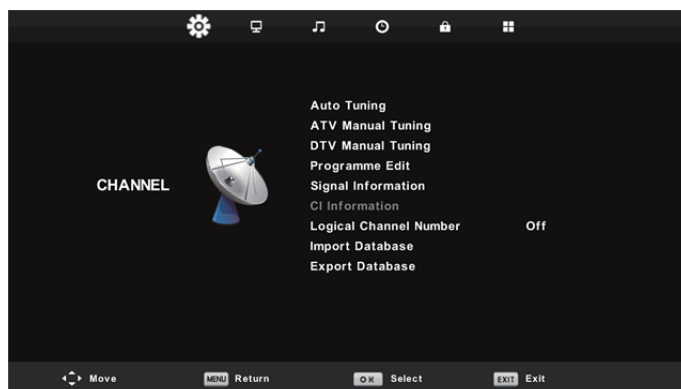 Auto Tuning
ATV Manual Tuning
DTV Manual Tuning
Programme Edit
CHANNEL
Signal Information
CI Information
Logical Channel Number Off
Import Database
Export Database
Move MENU Return OK Select EXIT Exit